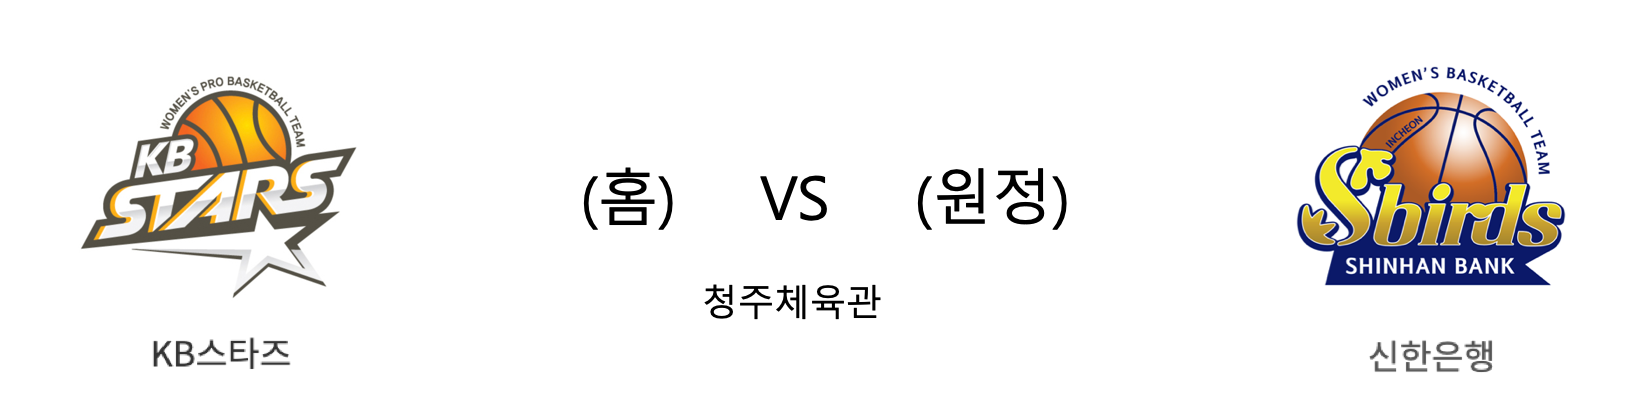 WOMEN'S PRO BASKETBALL TEAM
KB
STARS
KB스타즈
(홈) VS (원정)
청주체육관
WOMEN'S BASKETBALL TEAM
INCHEON
Sbirds
SHINHAN BANK
신한은행